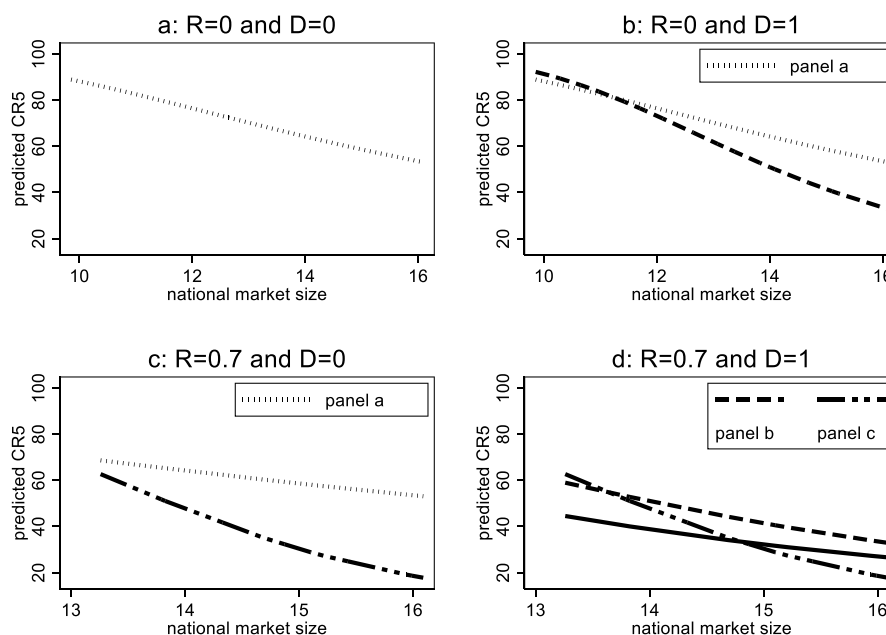 a: R=0 and D=0
predicted CR5
100
80
60
40
20
10 12 14 16
national market size
b: R=0 and D=1
panel a
predicted CR5
100
80
60
40
20
10 12 14 16
national market size
c: R=0.7 and D=0
panel a
predicted CR5
100
80
60
40
20
13 14 15 16
national market size
d: R=0.7 and D=1
panel b panel c
predicted CR5
100
80
60
40
20
13 14 15 16
national market size